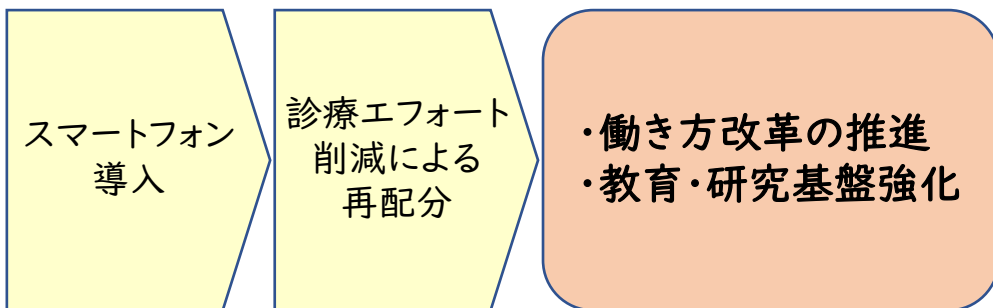 スマートフォン
導入
診療エフォート
削減による
再配分
・働き方改革の推進
・教育・研究基盤強化